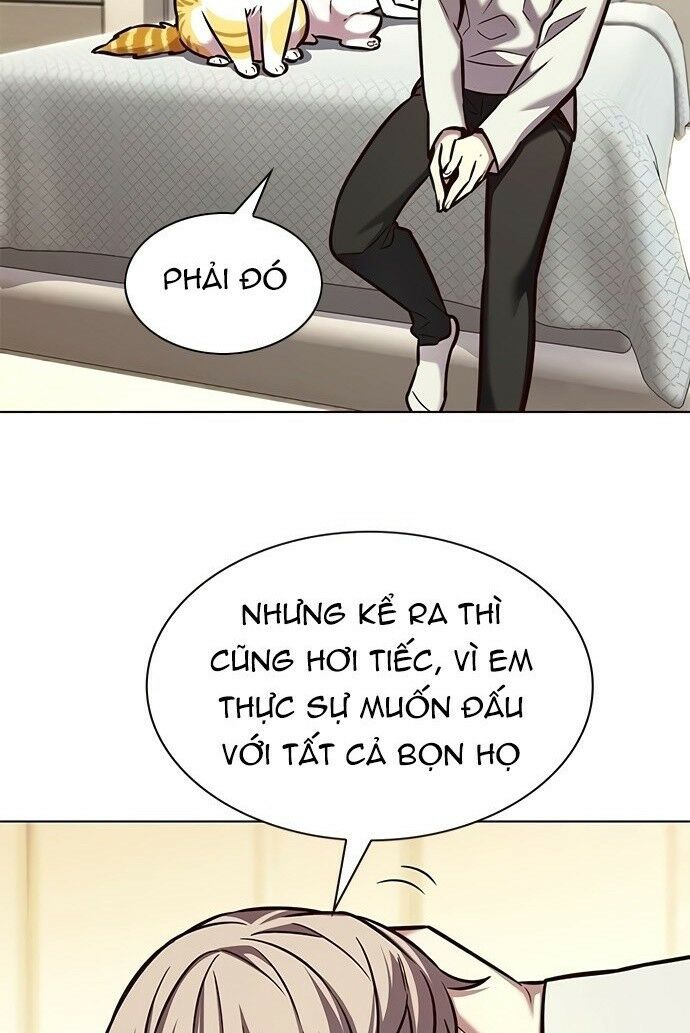 PHẢI ĐÓ
NHƯNG KỂ RA THÌ
CŨNG HƠI TIẾC, VÌ EM
THỰC SỰ MUỐN ĐẤU
VỚI TẤT CẢ BỌN HỌ